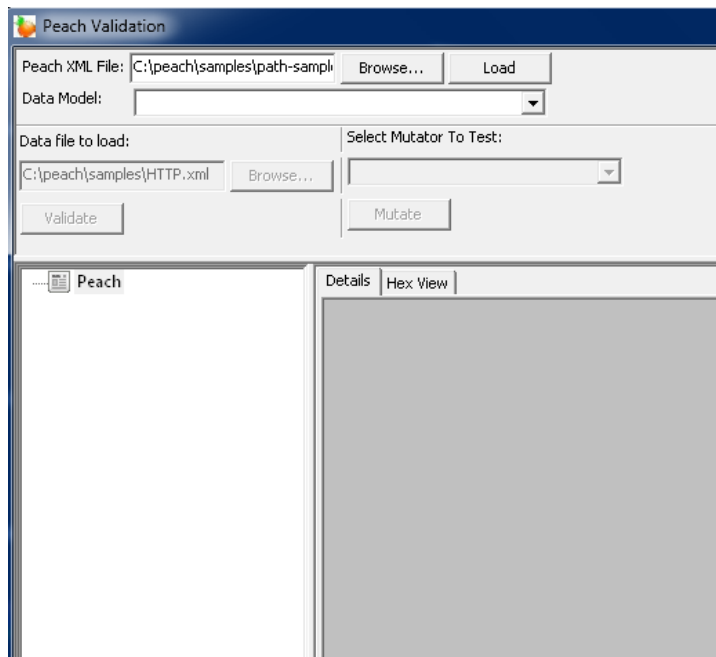 Peach Validation
Peach XML File: C:\peach\samples\path-sampl Browse... Load
Data Model:
Data file to load: Select Mutator To Test:
C:\peach\samples\HTTP.xml Browse...
Validate Mutate
Peach Details Hex View